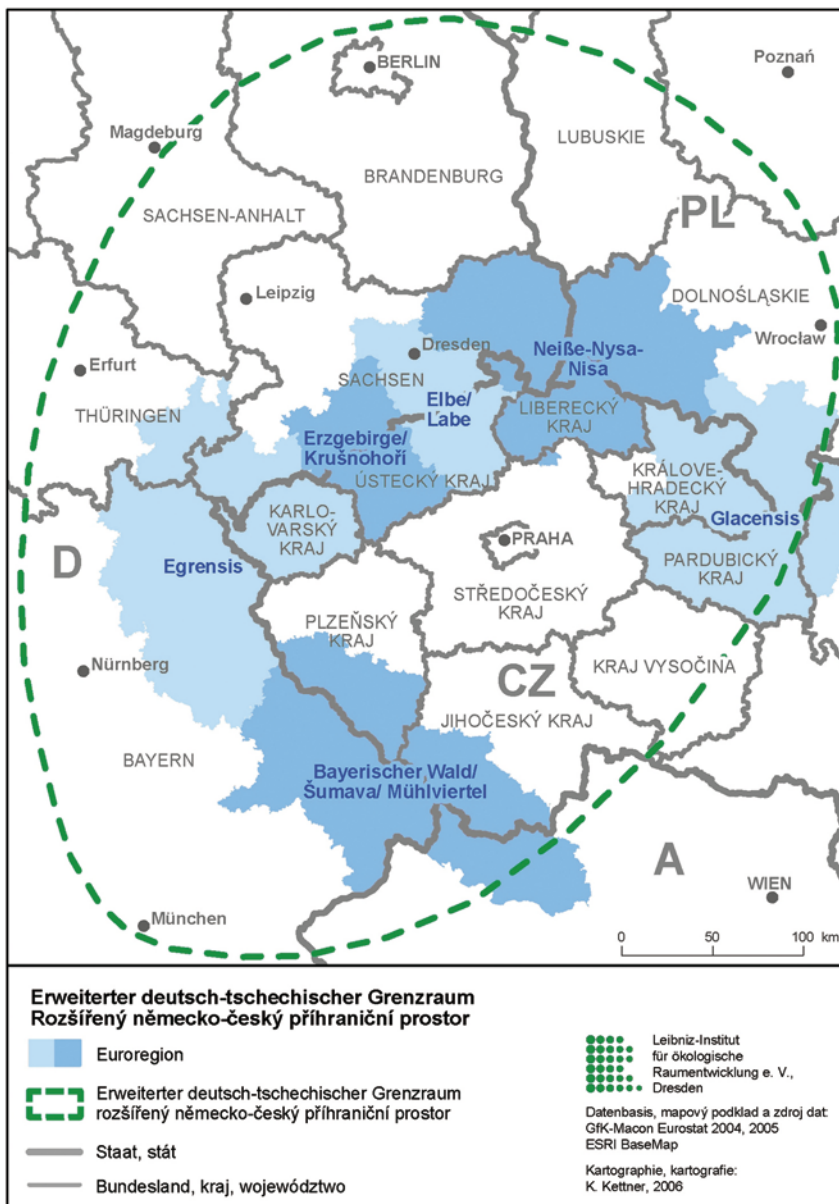 BERLIN
Poznań
Magdeburg
LUBUSKIE
BRANDENBURG
SACHSEN-ANHALT
PL
Leipzig
DOLNOŚLĄSKIE
Wrocław
Dresden
Neiße-Nysa-
Nisa
Erfurt
SACHSEN
THÜRINGEN
Elbe/
Labe
LIBERECKÝ
KRAJ
Erzgebirge/
Krušnohoří
ÚSTECKÝ KRAJ
KRÁLOVE-
HRADECKÝ
KRAJ
KARLO-
VARSKÝ
KRAJ
Glacensis
D
PRAHA
PARDUBICKÝ
KRAJ
Egrensis
STŘEDOČESKÝ
KRAJ
PLZEŇSKÝ
KRAJ
Nürnberg
KRAJ VYSOČINA
CZ
JIHOČESKÝ KRAJ
BAYERN
Bayerischer Wald/
Šumava/ Mühlviertel
A
WIEN
München
0 50 100 km
Erweiterter deutsch-tschechischer Grenzraum
Rozšířený německo-český příhraniční prostor
Euroregion
Erweiterter deutsch-tschechischer Grenzraum
rozšířený německo-český příhraniční prostor
Staat, stát
Bundesland, kraj, województwo
Leibniz-Institut
für ökologische
Raumentwicklung e. V.,
Dresden
Datenbasis, mapový podklad a zdroj dat:
GfK-Macon Eurostat 2004, 2005
ESRI BaseMap
Kartographie, kartografie:
K. Kettner, 2006